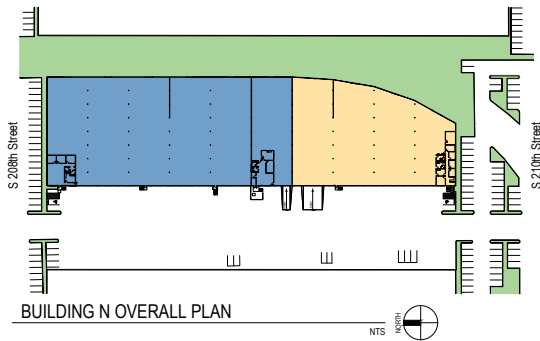 S 208th Street
S 210th Street
BUILDING N OVERALL PLAN
NTS
NORTH